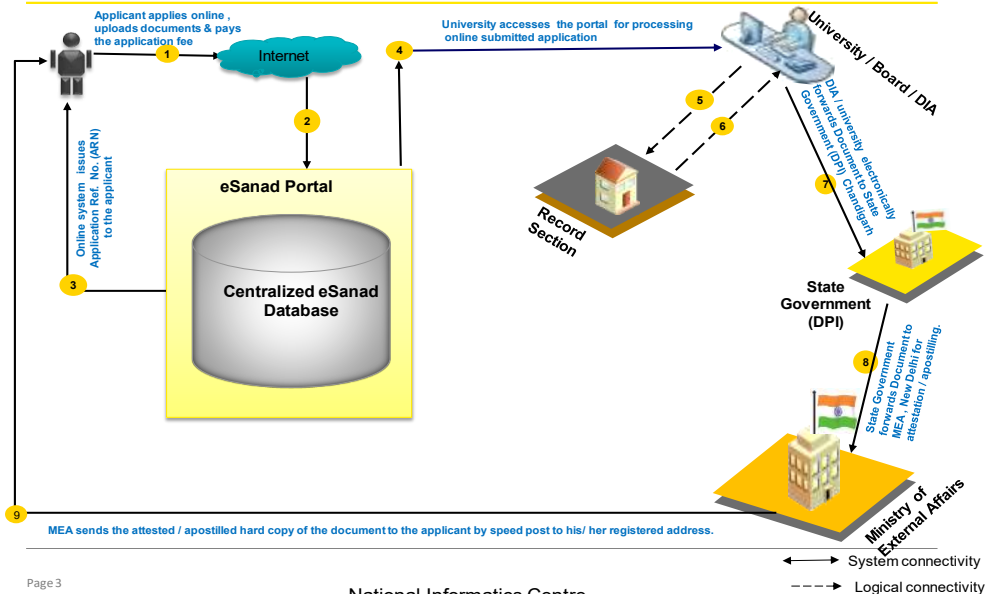 Applicant applies online ,
uploads documents & pays
the application fee
1
Internet
2
4
University accesses the portal for processing
online submitted application
University / Board / DIA
5
6
Record
Section
DIA / university electronically
forwards Document to State
Government (DPI) Chandigarh
7
State
Government
(DPI)
8
State Government
forwards Document to
MEA , New Delhi for
attestation / apostilling.
Ministry of
External Affairs
eSanad Portal
Centralized eSanad
Database
Online system issues
Application Ref. No. (ARN)
to the applicant
3
9
MEA sends the attested / apostilled hard copy of the document to the applicant by speed post to his/ her registered address.
System connectivity
Logical connectivity
Page 3
National Informatics Centre